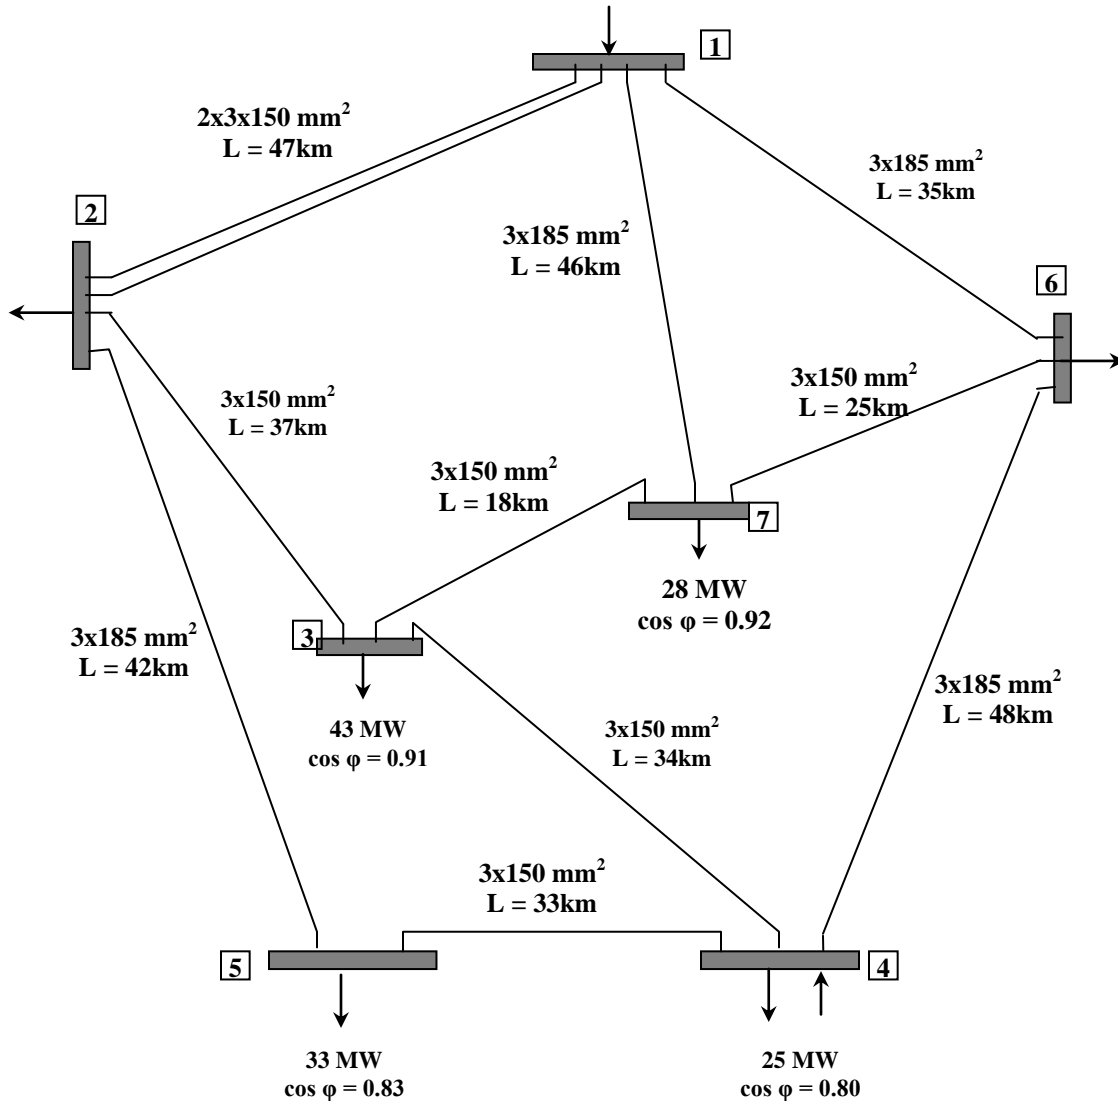 1
2x3x150 mm²
L = 47km
3x185 mm²
L = 35km
2
3x185 mm²
L = 46km
6
3x150 mm²
L = 25km
3x150 mm²
L = 37km
3x150 mm²
L = 18km
7
28 MW
cos φ = 0.92
3
3x185 mm²
L = 42km
3x185 mm²
L = 48km
43 MW
cos φ = 0.91
3x150 mm²
L = 34km
3x150 mm²
L = 33km
5
4
33 MW
cos φ = 0.83
25 MW
cos φ = 0.80